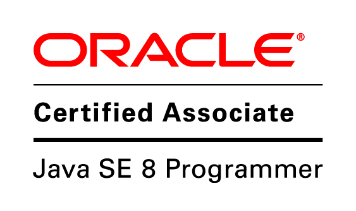 ORACLE®
Certified Associate
Java SE 8 Programmer